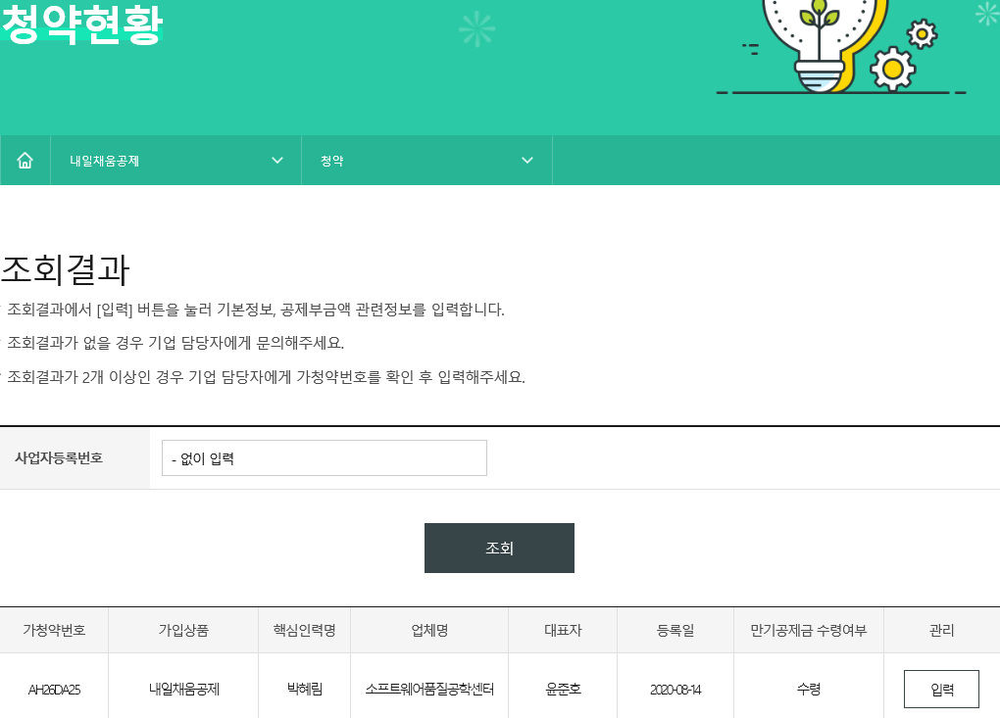 청약현황
내일채움공제 청약
조회결과
조회결과에서 [입력] 버튼을 눌러 기본정보, 공제부금액 관련정보를 입력합니다.
조회결과가 없을 경우 기업 담당자에게 문의해주세요.
조회결과가 2개 이상인 경우 기업 담당자에게 가청약번호를 확인 후 입력해주세요.
사업자등록번호 - 없이 입력
조회
가청약번호 가입상품 핵심인력명 업체명 대표자 등록일 만기공제금 수령여부 관리
AH26DA25 내일채움공제 박혜림 소프트웨어품질공학센터 윤준호 2020-08-14 수령 입력